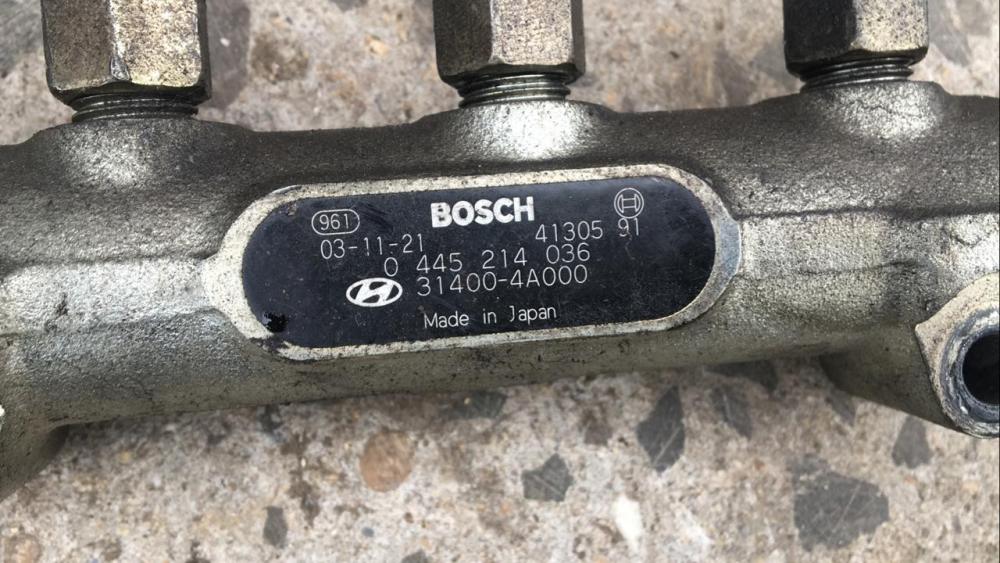 961 BOSCH
03-11-21 41305 91
0 445 214 036
31400-4A000
Made in Japan